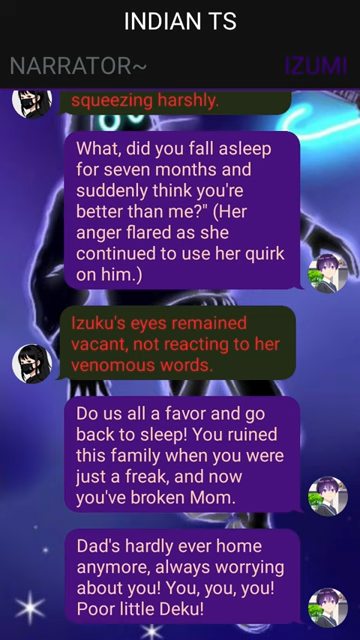 INDIAN TS
NARRATOR~ IZUMI
squeezing harshly.
What, did you fall asleep
for seven months and
suddenly think you're
better than me?" (Her
anger flared as she
continued to use her quirk
on him.)
Izuku's eyes remained
vacant, not reacting to her
venomous words.
Do us all a favor and go
back to sleep! You ruined
this family when you were
just a freak, and now
you've broken Mom.
Dad's hardly ever home
anymore, always worrying
about you! You, you, you!
Poor little Deku!